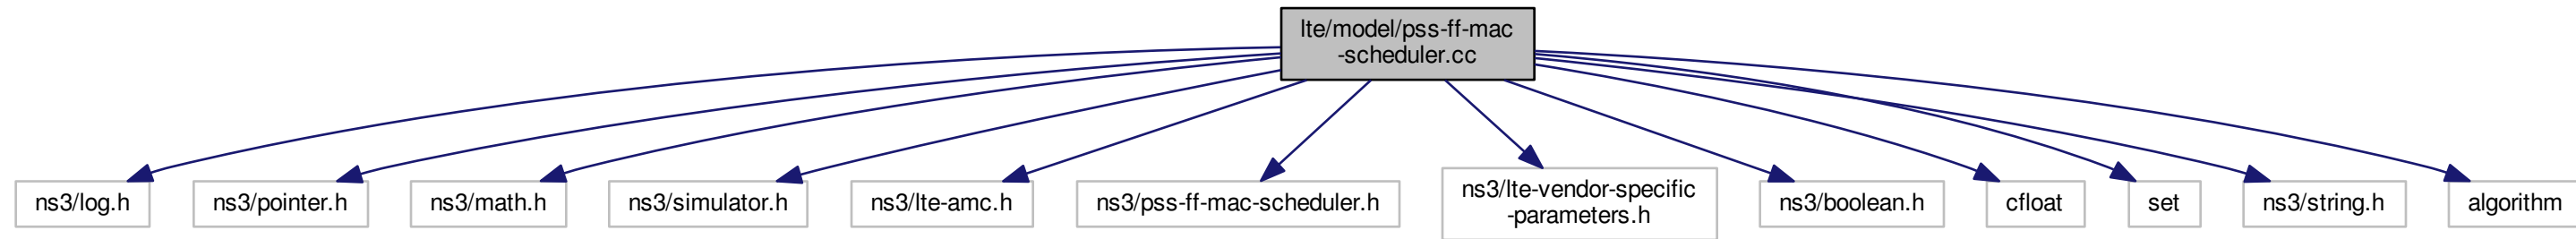 lte/model/pss-ff-mac
-scheduler.cc
ns3/log.h
ns3/pointer.h
ns3/math.h
ns3/simulator.h
ns3/lte-amc.h
ns3/pss-ff-mac-scheduler.h
ns3/lte-vendor-specific
-parameters.h
ns3/boolean.h
cfloat
set
ns3/string.h
algorithm